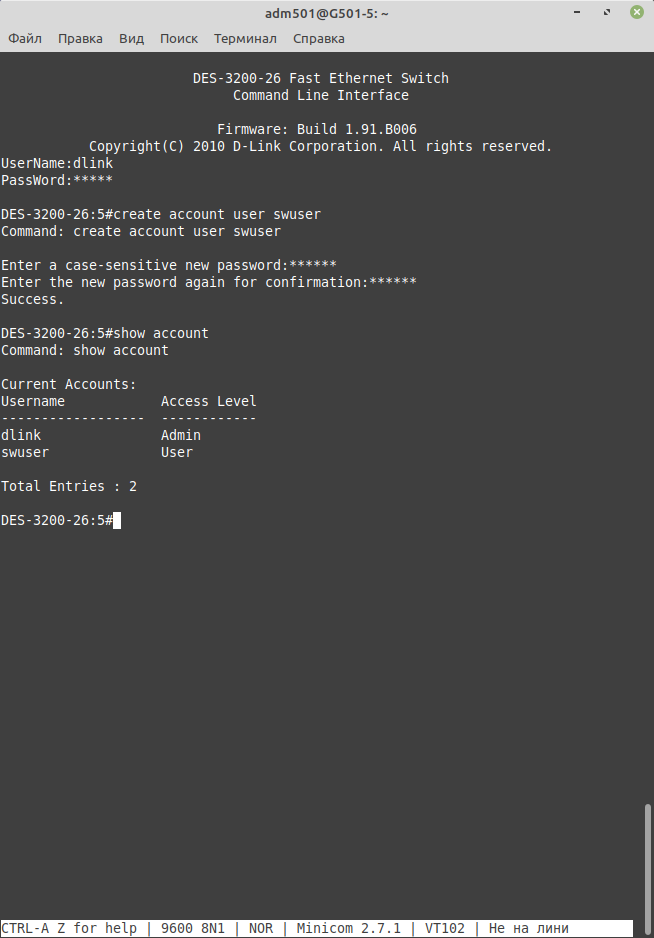 adm501@G501-5: ~
Файл Правка Вид Поиск Терминал Справка
DES-3200-26 Fast Ethernet Switch
Command Line Interface
Firmware: Build 1.91.B006
Copyright(C) 2010 D-Link Corporation. All rights reserved.
UserName:dlink
PassWord:*****
DES-3200-26:5#create account user swuser
Command: create account user swuser
Enter a case-sensitive new password:******
Enter the new password again for confirmation:******
Success.
DES-3200-26:5#show account
Command: show account
Current Accounts:
Username Access Level
------------------ ------------
dlink Admin
swuser User
Total Entries : 2
DES-3200-26:5#
CTRL-A Z for help | 9600 8N1 | NOR | Minicom 2.7.1 | VT102 | Не на лини